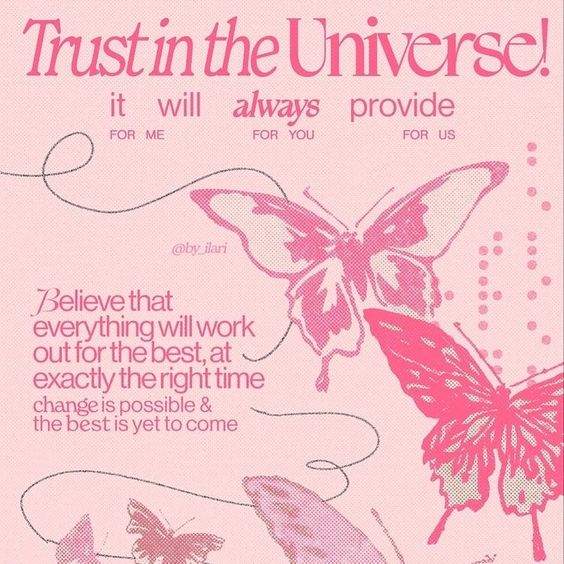 Trust in the Universe!
it will always provide
FOR ME FOR YOU FOR US
@by_ilari
Believe that
everything will work
out for the best, at
exactly the right time
change is possible &
the best is yet to come